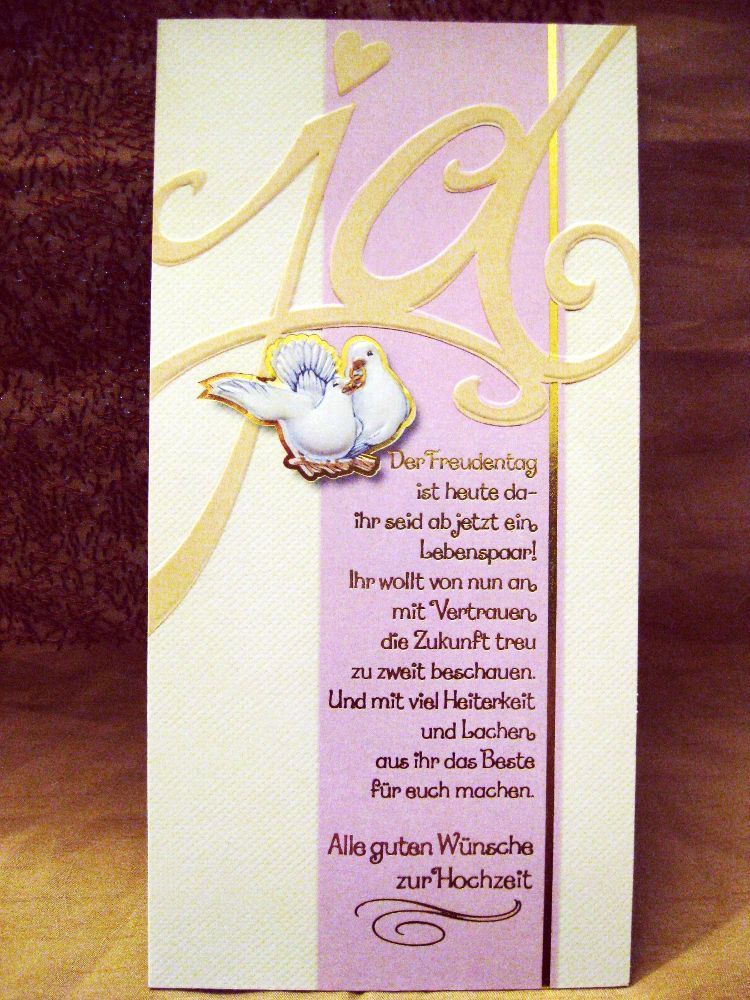 ja
Der Freudentag
ist heute da-
ihr seid ab jetzt ein
Lebenspaar!
Ihr wollt von nun an
mit Vertrauen
die Zukunft treu
zu zweit beschauen.
Und mit viel Heiterkeit
und Lachen
aus ihr das Beste
für euch machen.
Alle guten Wünsche
zur Hochzeit